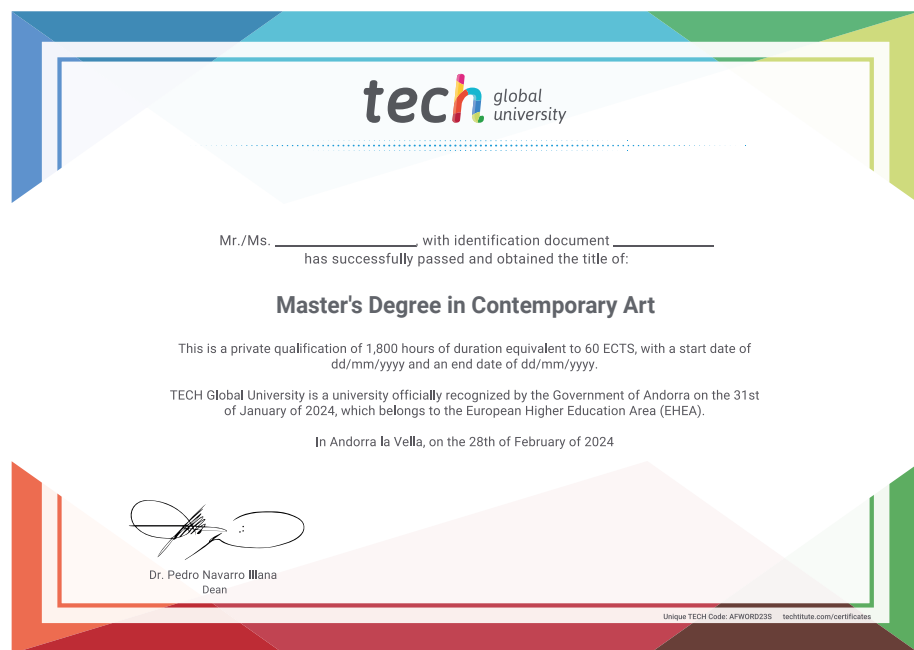 tech global
university
Mr./Ms. ________________, with identification document ____________
has successfully passed and obtained the title of:
Master's Degree in Contemporary Art
This is a private qualification of 1,800 hours of duration equivalent to 60 ECTS, with a start date of
dd/mm/yyyy and an end date of dd/mm/yyyy.
TECH Global University is a university officially recognized by the Government of Andorra on the 31st
of January of 2024, which belongs to the European Higher Education Area (EHEA).
In Andorra la Vella, on the 28th of February of 2024
Dr. Pedro Navarro Illana
Dean
Unique TECH Code: AFWORD23S techtitute.com/certificates